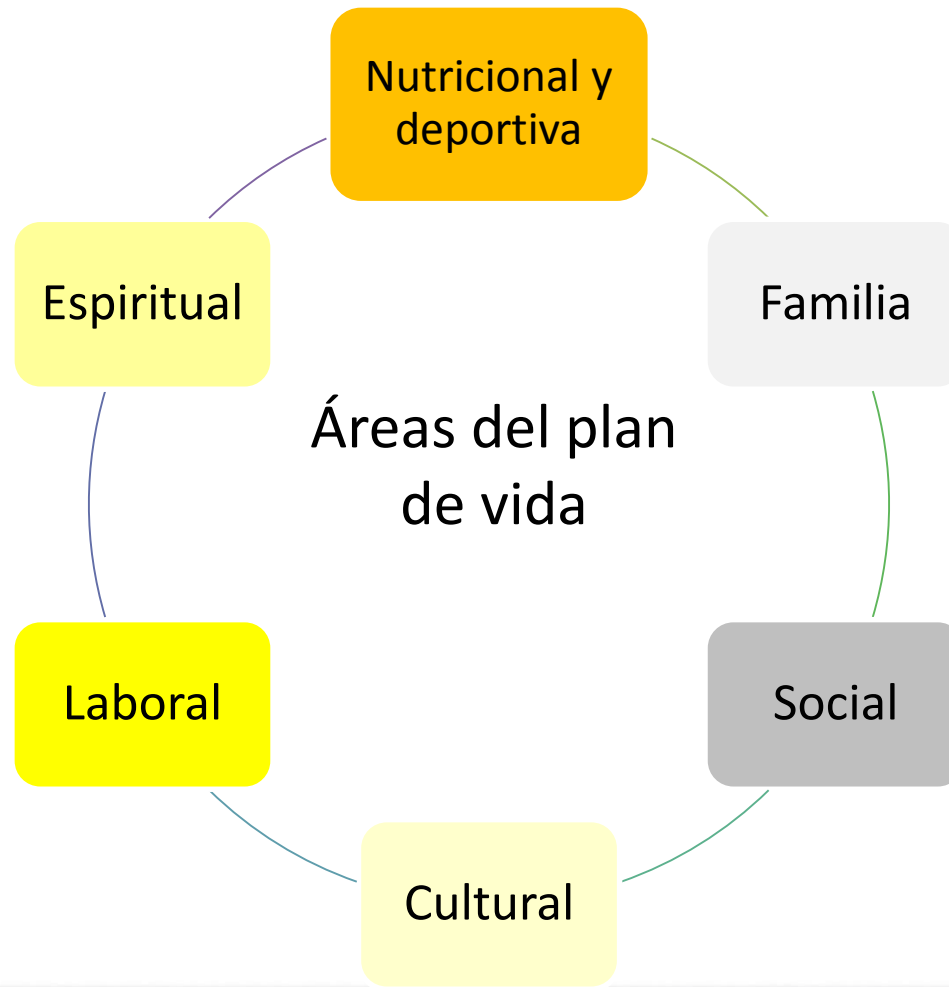 Nutricional y
deportiva
Espiritual
Familia
Áreas del plan
de vida
Laboral
Social
Cultural